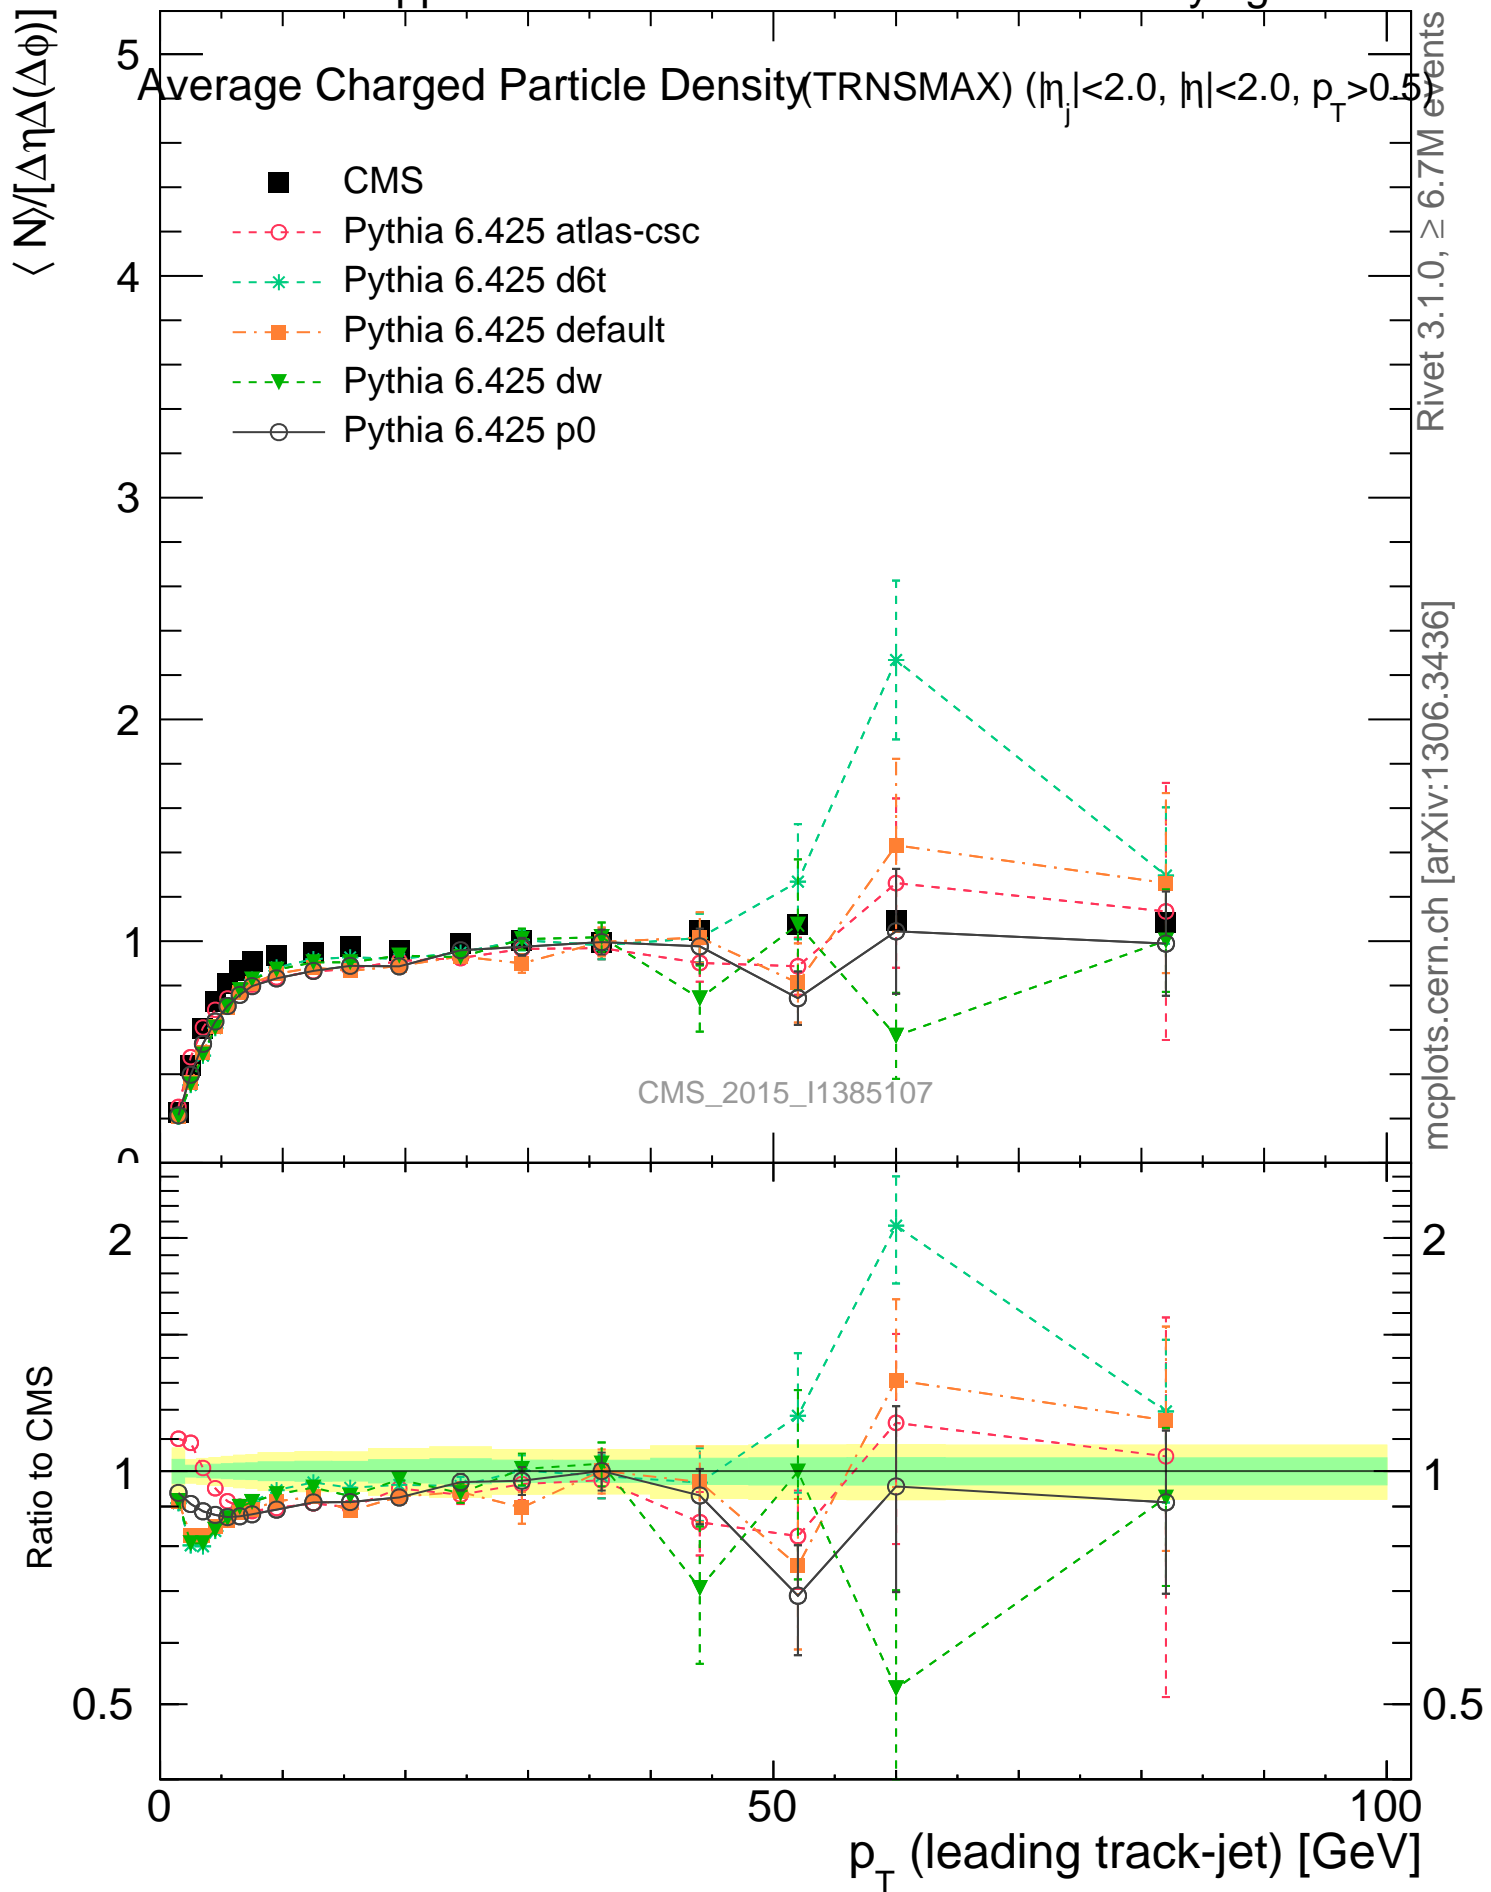 ⟨ N⟩/[ΔηΔ(Δϕ)]
Average Charged Particle Density (TRNSMAX) (|η_j|<2.0, |η|<2.0, p_T>0.5)
CMS
Pythia 6.425 atlas-csc
Pythia 6.425 d6t
Pythia 6.425 default
Pythia 6.425 dw
Pythia 6.425 p0
5
4
3
2
1
0
CMS_2015_I1385107
Rivet 3.1.0, ≥ 6.7M events
mcplots.cern.ch [arXiv:1306.3436]
Ratio to CMS
2
1
0.5
2
1
0.5
0
50
100
p_T (leading track-jet) [GeV]